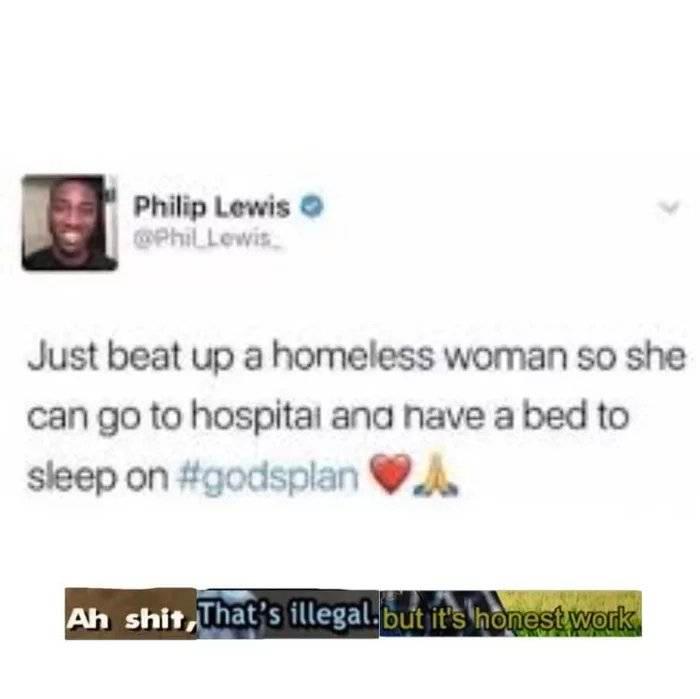 Philip Lewis
@Phil_Lewis_
Just beat up a homeless woman so she
can go to hospital and have a bed to
sleep on #godsplan ❤️🙏
Ah shit, That's illegal. but it's honest work